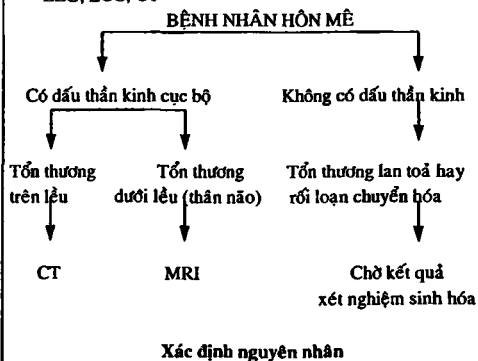 BỆNH NHÂN HÔN MÊ
Có dấu thần kinh cục bộ Không có dấu thần kinh
Tổn thương Tổn thương Tổn thương lan toả hay
trên lều dưới lều (thân não) rối loạn chuyển hóa
CT MRI Chờ kết quả
xét nghiệm sinh hóa
Xác định nguyên nhân